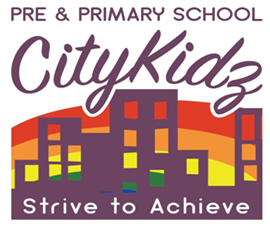 PRE & PRIMARY SCHOOL
CityKidz
Strive to Achieve